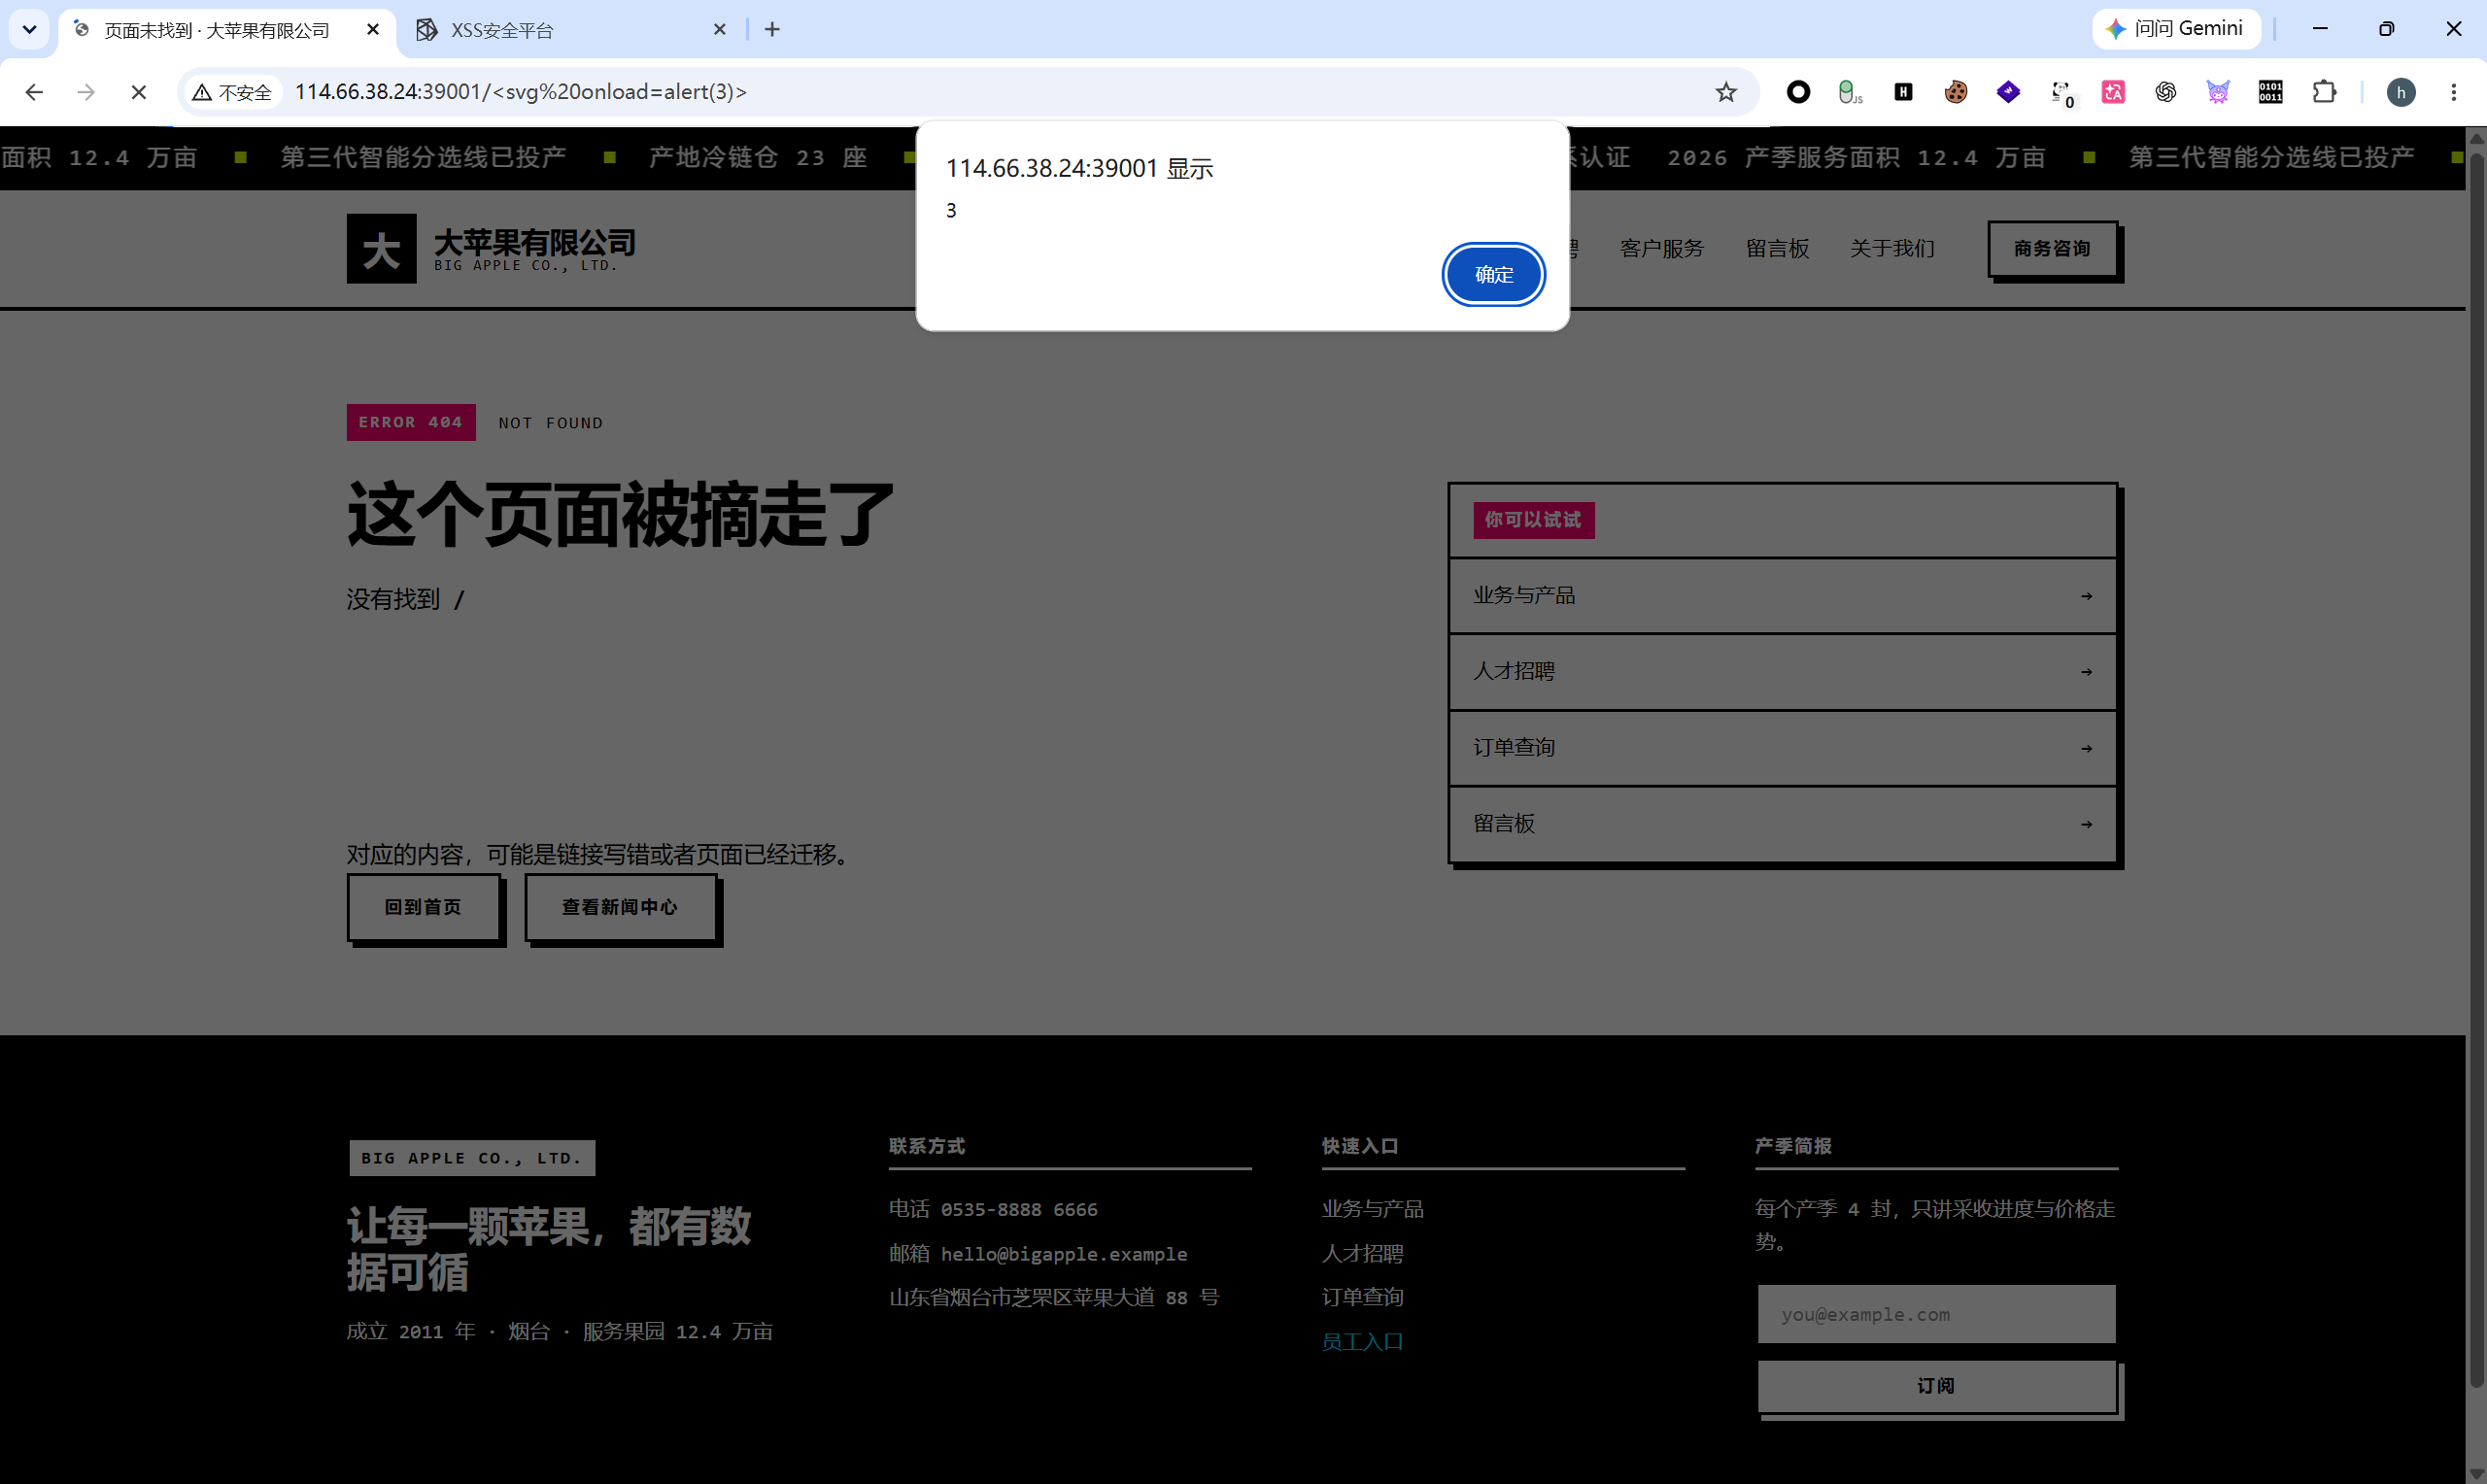 页面未找到 · 大苹果有限公司
XSS安全平台
问问 Gemini
不安全
114.66.38.24:39001/<svg%20onload=alert(3)>
面积 12.4 万亩 ■ 第三代智能分选线已投产 ■ 产地冷链仓 23 座 ■
认证 2026 产季服务面积 12.4 万亩 ■ 第三代智能分选线已投产 ■
114.66.38.24:39001 显示
3
确定
大
大苹果有限公司
BIG APPLE CO., LTD.
客户服务
留言板
关于我们
商务咨询
ERROR 404
NOT FOUND
这个页面被摘走了
没有找到 /
对应的内容，可能是链接写错或者页面已经迁移。
回到首页
查看新闻中心
你可以试试
业务与产品 →
人才招聘 →
订单查询 →
留言板 →
BIG APPLE CO., LTD.
让每一颗苹果，都有数
据可循
成立 2011 年 · 烟台 · 服务果园 12.4 万亩
联系方式
电话 0535-8888 6666
邮箱 hello@bigapple.example
山东省烟台市芝罘区苹果大道 88 号
快速入口
业务与产品
人才招聘
订单查询
员工入口
产季简报
每个产季 4 封，只讲采收进度与价格走
势。
you@example.com
订阅